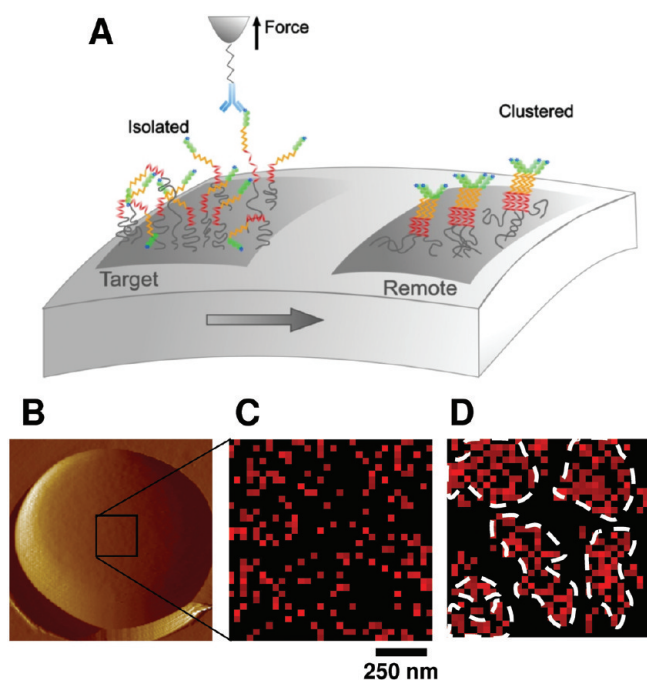 A
Force
Isolated
Clustered
Target
Remote
B
C
D
250 nm